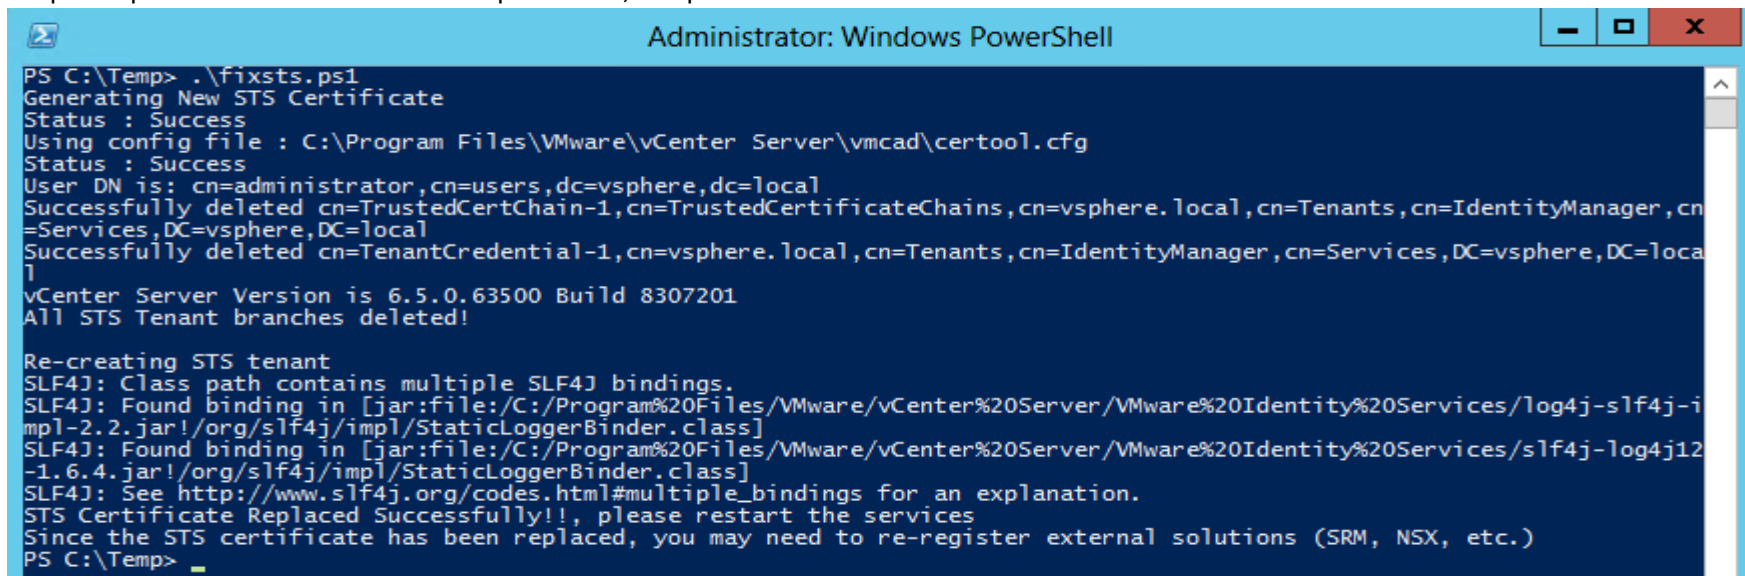 Administrator: Windows PowerShell
PS C:\Temp> .\fixsts.ps1
Generating New STS Certificate
Status : Success
Using config file : C:\Program Files\VMware\vCenter Server\vmcad\certool.cfg
Status : Success
User DN is: cn=administrator,cn=users,dc=vsphere,dc=local
Successfully deleted cn=TrustedCertChain-1,cn=TrustedCertificateChains,cn=vsphere.local,cn=Tenants,cn=IdentityManager,cn
=Services,DC=vsphere,DC=local
Successfully deleted cn=TenantCredential-1,cn=vsphere.local,cn=Tenants,cn=IdentityManager,cn=Services,DC=vsphere,DC=loca
l
vCenter Server Version is 6.5.0.63500 Build 8307201
All STS Tenant branches deleted!
Re-creating STS tenant
SLF4J: Class path contains multiple SLF4J bindings.
SLF4J: Found binding in [jar:file:/C:/Program%20Files/VMware/vCenter%20Server/VMware%20Identity%20Services/log4j-slf4j-i
mpl-2.2.jar!/org/slf4j/impl/StaticLoggerBinder.class]
SLF4J: Found binding in [jar:file:/C:/Program%20Files/VMware/vCenter%20Server/VMware%20Identity%20Services/slf4j-log4j12
-1.6.4.jar!/org/slf4j/impl/StaticLoggerBinder.class]
SLF4J: See http://www.slf4j.org/codes.html#multiple_bindings for an explanation.
STS Certificate Replaced Successfully!!, please restart the services
Since the STS certificate has been replaced, you may need to re-register external solutions (SRM, NSX, etc.)
PS C:\Temp> _